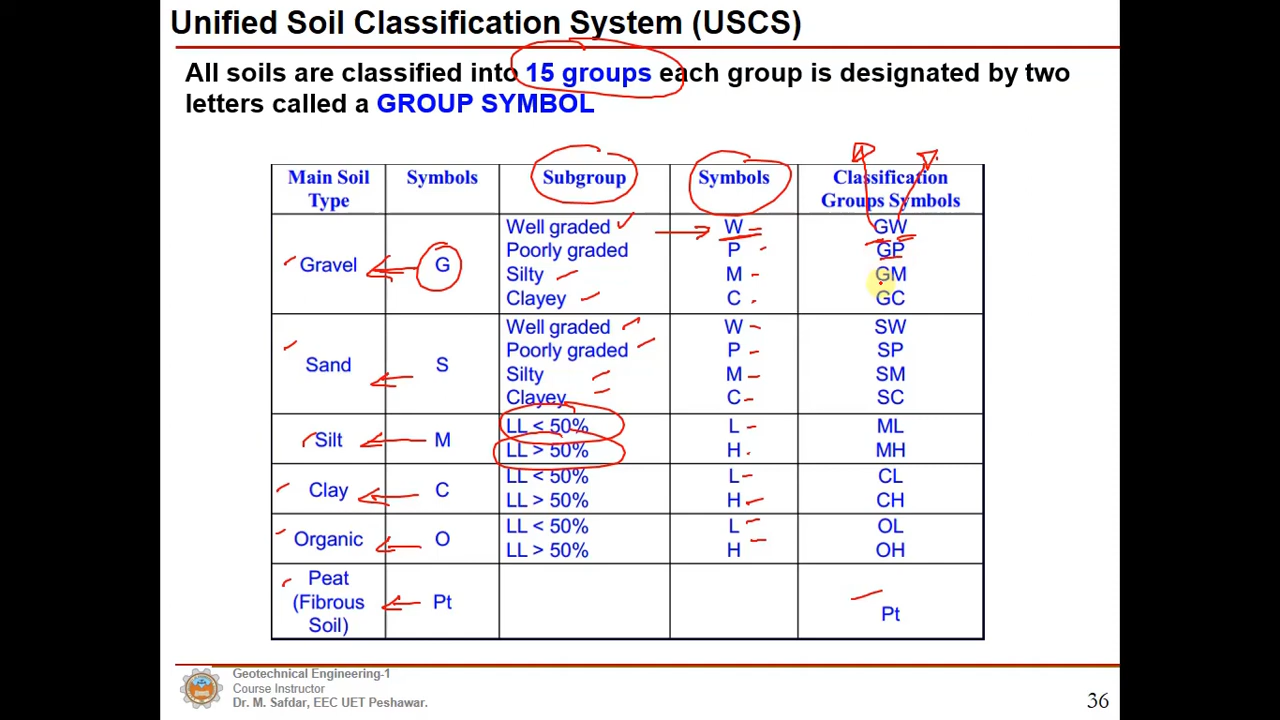 Unified Soil Classification System (USCS)
All soils are classified into 15 groups each group is designated by two
letters called a GROUP SYMBOL
Main Soil Type Symbols Subgroup Symbols Classification Groups Symbols
Gravel G
Well graded W GW
Poorly graded P GP
Silty M GM
Clayey C GC
Sand S
Well graded W SW
Poorly graded P SP
Silty M SM
Clayey C SC
Silt M
LL < 50% L ML
LL > 50% H MH
Clay C
LL < 50% L CL
LL > 50% H CH
Organic O
LL < 50% L OL
LL > 50% H OH
Peat
(Fibrous Pt Pt
Soil)
Geotechnical Engineering-1
Course Instructor
Dr. M. Safdar, EEC UET Peshawar.
36